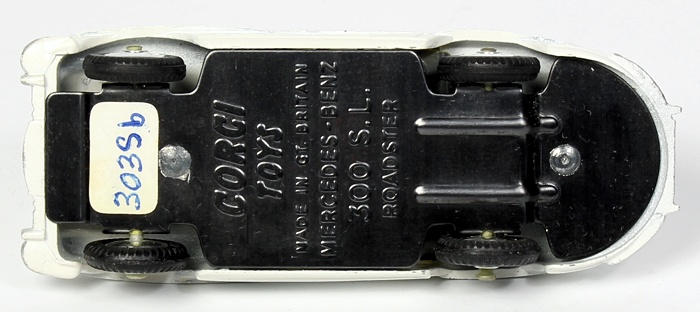 CORGI
TOYS
MADE IN GT. BRITAIN
MERCEDES-BENZ
300 S.L.
ROADSTER
303Sb